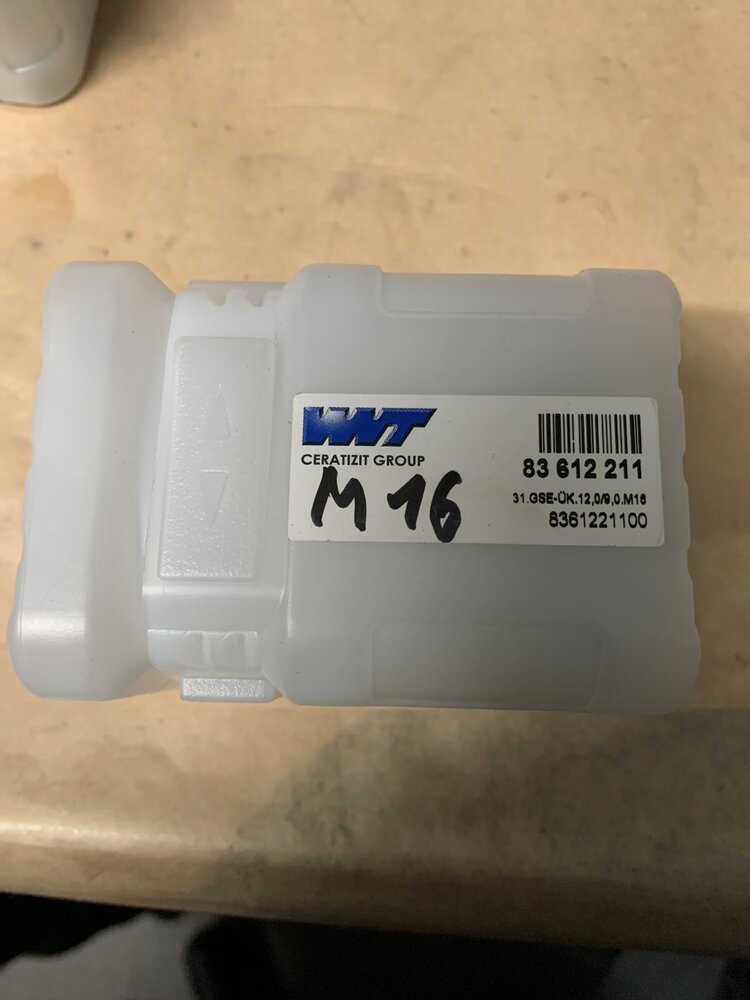 WNT
CERATIZIT GROUP
M 16
83 612 211
31.GSE-ÜK.12,0/9,0.M16
8361221100